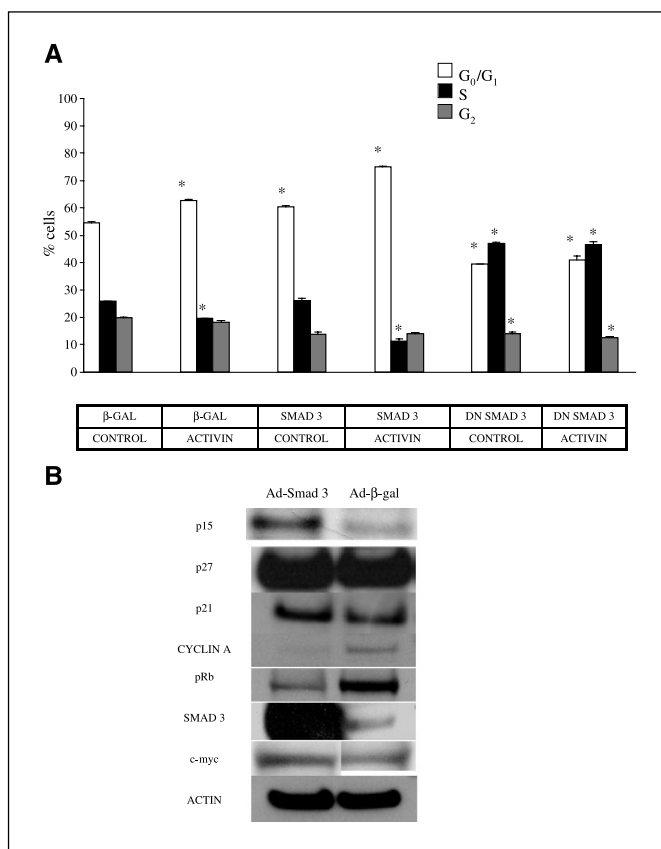 A
G0/G1
S
G2
% cells
100
90
80
70
60
50
40
30
20
10
0
* * * * * * * * * * *
β-GAL β-GAL SMAD 3 SMAD 3 DN SMAD 3 DN SMAD 3
CONTROL ACTIVIN CONTROL ACTIVIN CONTROL ACTIVIN
B
Ad-Smad 3 Ad-β-gal
p15
p27
p21
CYCLIN A
pRb
SMAD 3
c-myc
ACTIN